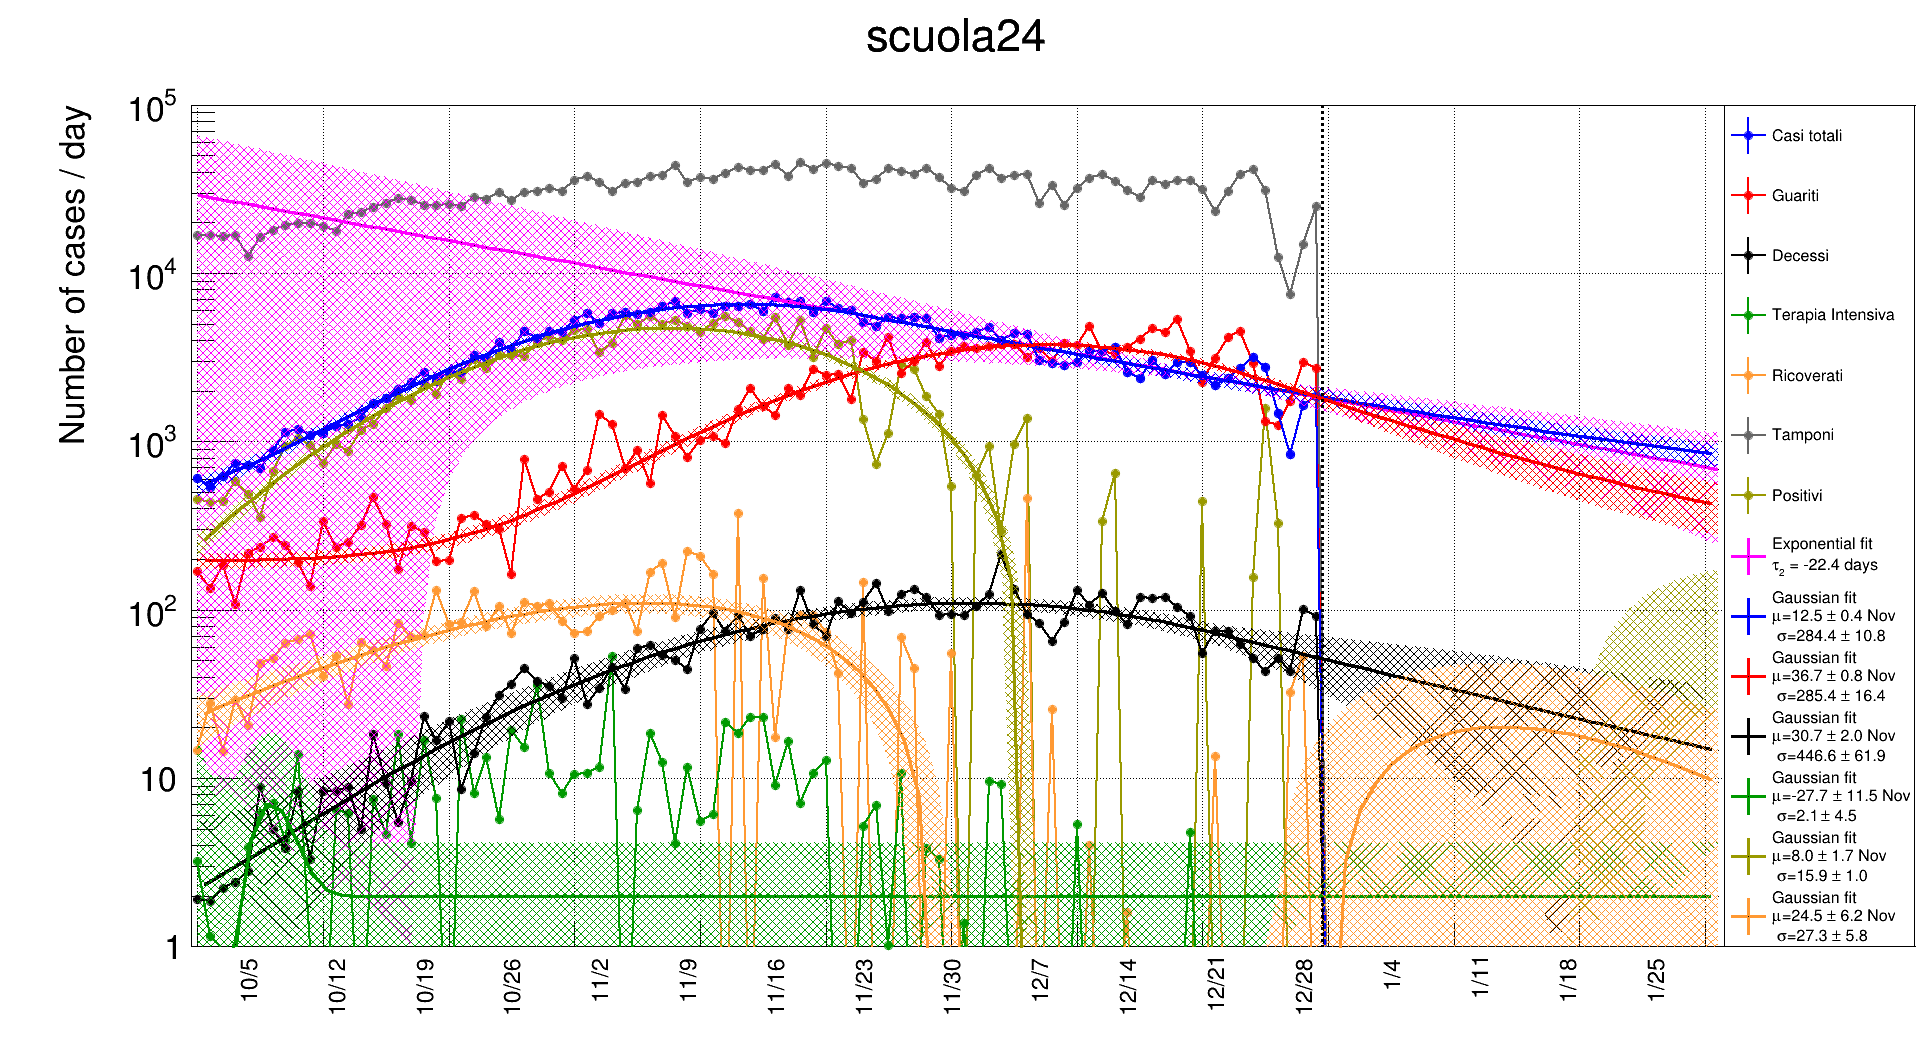 scuola24
Number of cases / day
10^5
10^4
10^3
10^2
10
1
10/5
10/12
10/19
10/26
11/2
11/9
11/16
11/23
11/30
12/7
12/14
12/21
12/28
1/4
1/11
1/18
1/25
Casi totali
Guariti
Decessi
Terapia Intensiva
Ricoverati
Tamponi
Positivi
Exponential fit
τ₂ = -22.4 days
Gaussian fit
μ=12.5 ± 0.4 Nov
σ=284.4 ± 10.8
Gaussian fit
μ=36.7 ± 0.8 Nov
σ=285.4 ± 16.4
Gaussian fit
μ=30.7 ± 2.0 Nov
σ=446.6 ± 61.9
Gaussian fit
μ=-27.7 ± 11.5 Nov
σ=2.1 ± 4.5
Gaussian fit
μ=8.0 ± 1.7 Nov
σ=15.9 ± 1.0
Gaussian fit
μ=24.5 ± 6.2 Nov
σ=27.3 ± 5.8